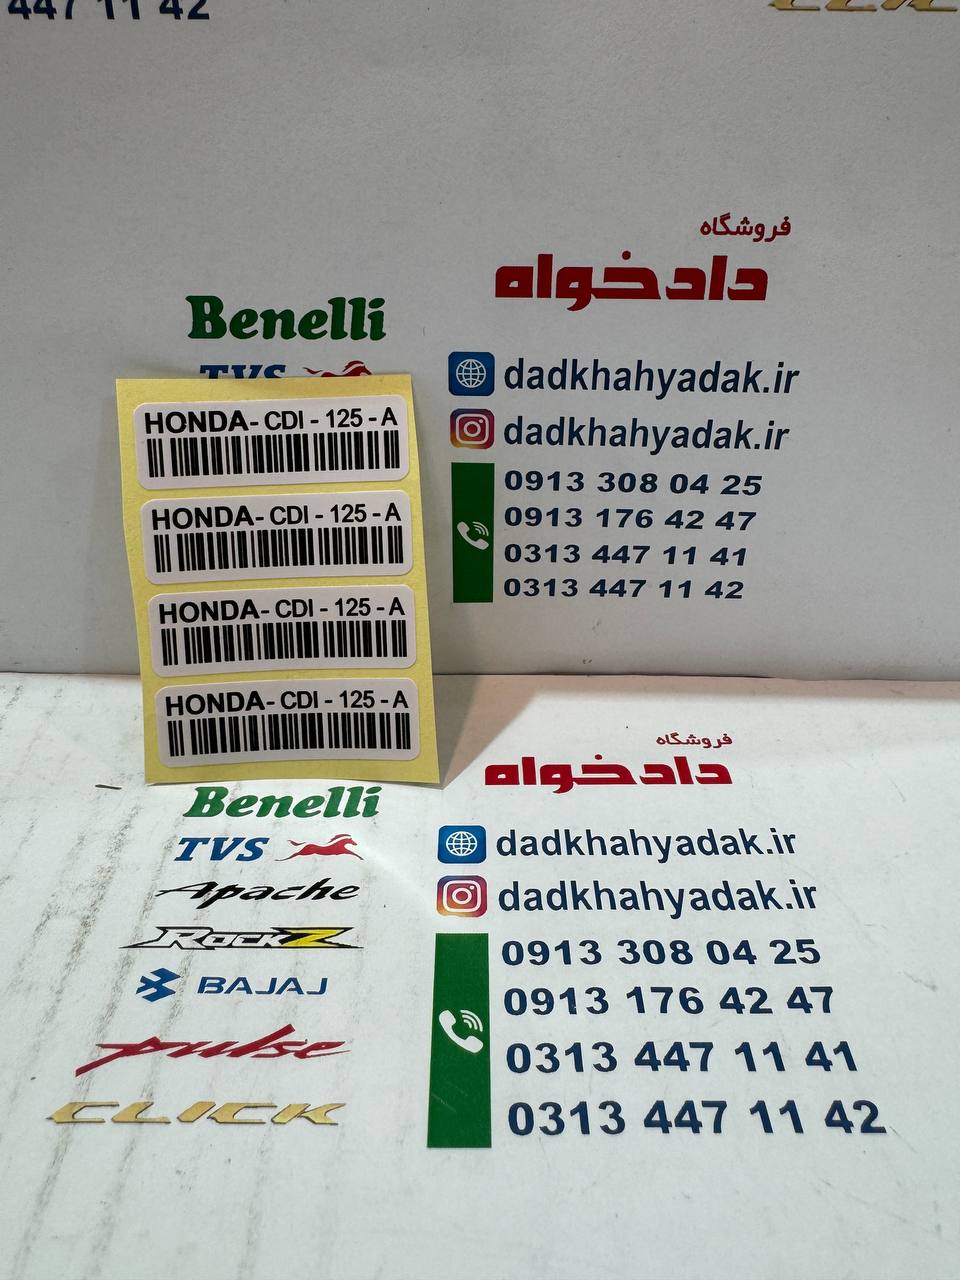 447 11 42
CLICK
فروشگاه
دادخواه
Benelli
TVS
dadkhahyadak.ir
dadkhahyadak.ir
0913 308 04 25
0913 176 42 47
0313 447 11 41
0313 447 11 42
HONDA- CDI - 125 - A
HONDA- CDI - 125 - A
HONDA- CDI - 125 - A
HONDA- CDI - 125 - A
فروشگاه
دادخواه
Benelli
TVS
Apache
RockZ
BAJAJ
pulse
CLICK
dadkhahyadak.ir
dadkhahyadak.ir
0913 308 04 25
0913 176 42 47
0313 447 11 41
0313 447 11 42